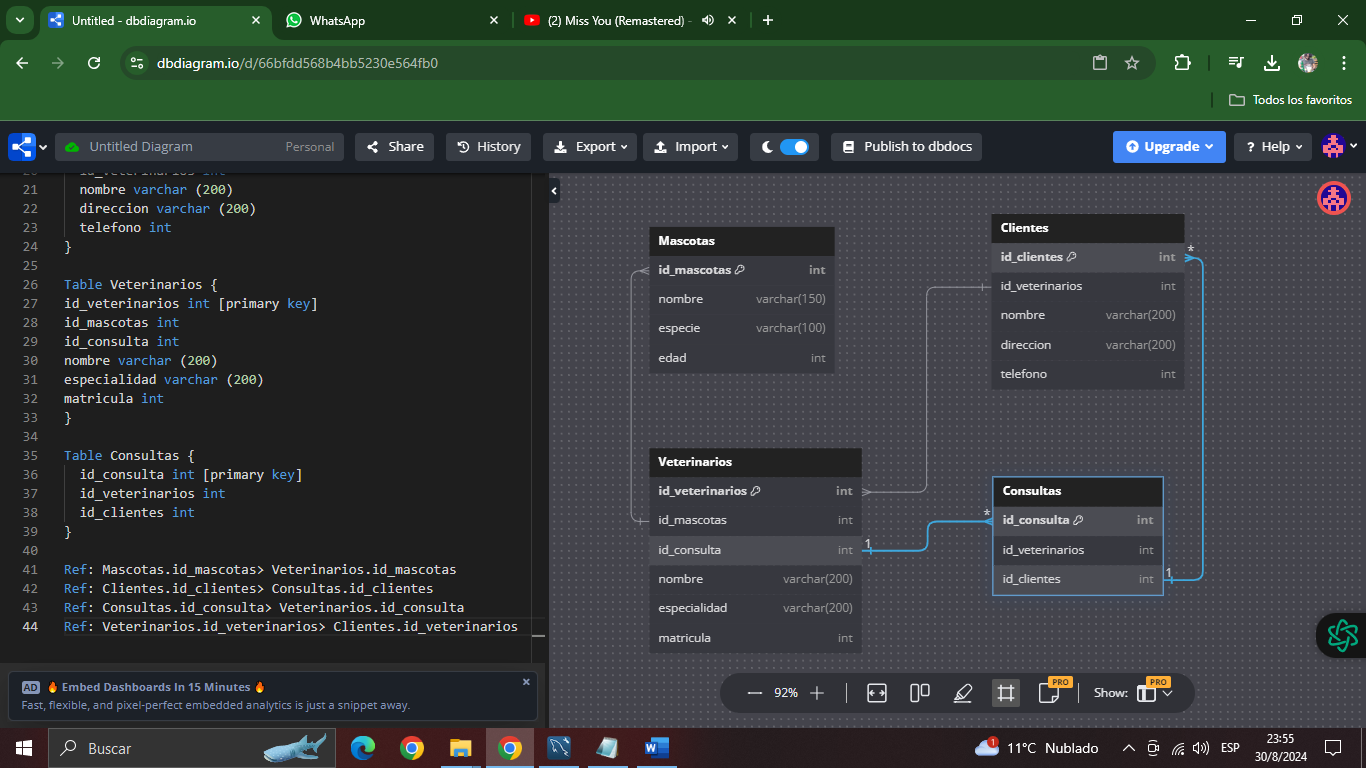 Untitled - dbdiagram.io
WhatsApp
(2) Miss You (Remastered) -
dbdiagram.io/d/66bfdd568b4bb5230e564fb0
Todos los favoritos
Untitled Diagram Personal
Share
History
Export
Import
Publish to dbdocs
Upgrade
? Help
21 nombre varchar (200)
22 direccion varchar (200)
23 telefono int
24 }
25
26 Table Veterinarios {
27 id_veterinarios int [primary key]
28 id_mascotas int
29 id_consulta int
30 nombre varchar (200)
31 especialidad varchar (200)
32 matricula int
33 }
34
35 Table Consultas {
36 id_consulta int [primary key]
37 id_veterinarios int
38 id_clientes int
39 }
40
41 Ref: Mascotas.id_mascotas> Veterinarios.id_mascotas
42 Ref: Clientes.id_clientes> Consultas.id_clientes
43 Ref: Consultas.id_consulta> Veterinarios.id_consulta
44 Ref: Veterinarios.id_veterinarios> Clientes.id_veterinarios
AD Embed Dashboards In 15 Minutes
Fast, flexible, and pixel-perfect embedded analytics is just a snippet away.
Mascotas
id_mascotas int
nombre varchar(150)
especie varchar(100)
edad int
Clientes
id_clientes int
id_veterinarios int
nombre varchar(200)
direccion varchar(200)
telefono int
*
Veterinarios
id_veterinarios int
id_mascotas int
id_consulta int
nombre varchar(200)
especialidad varchar(200)
matricula int
1
*
Consultas
id_consulta int
id_veterinarios int
id_clientes int
1
92%
PRO
Show:
PRO
Buscar
1
11°C Nublado
ESP
23:55
30/8/2024